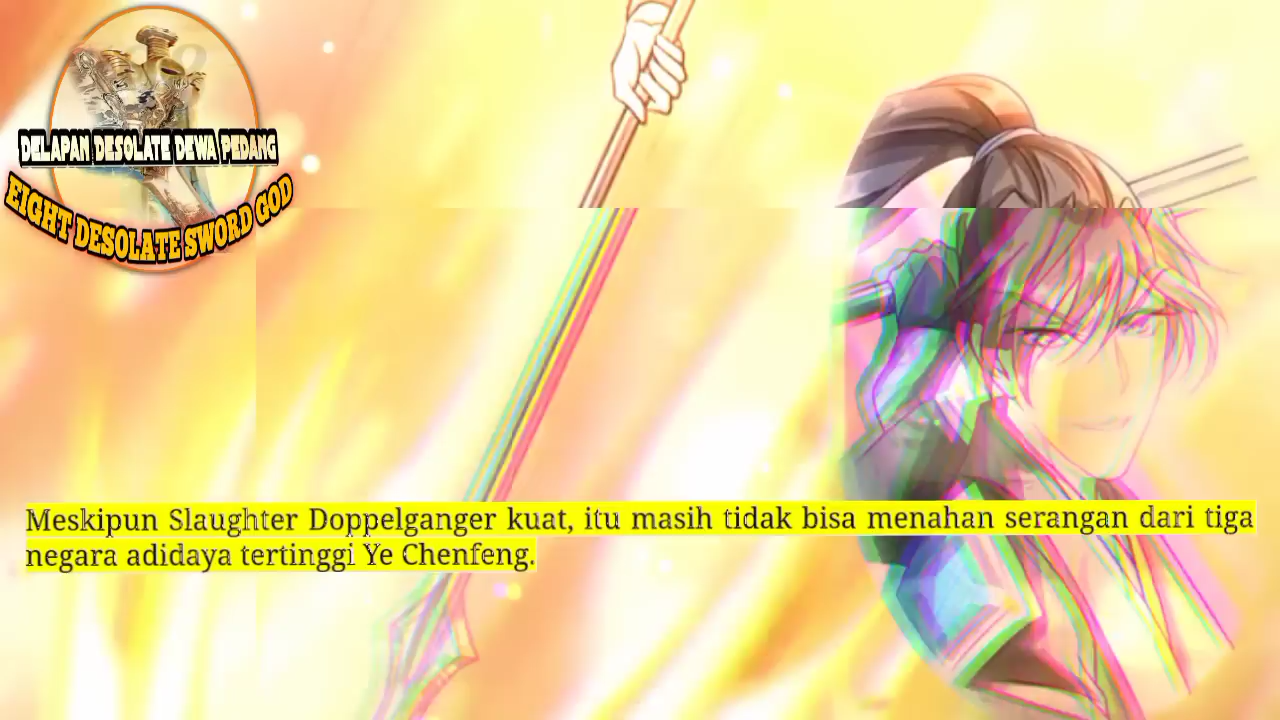 DELAPAN DESOLATE DEWA PEDANG
EIGHT DESOLATE SWORD GOD
Meskipun Slaughter Doppelganger kuat, itu masih tidak bisa menahan serangan dari tiga
negara adidaya tertinggi Ye Chenfeng.